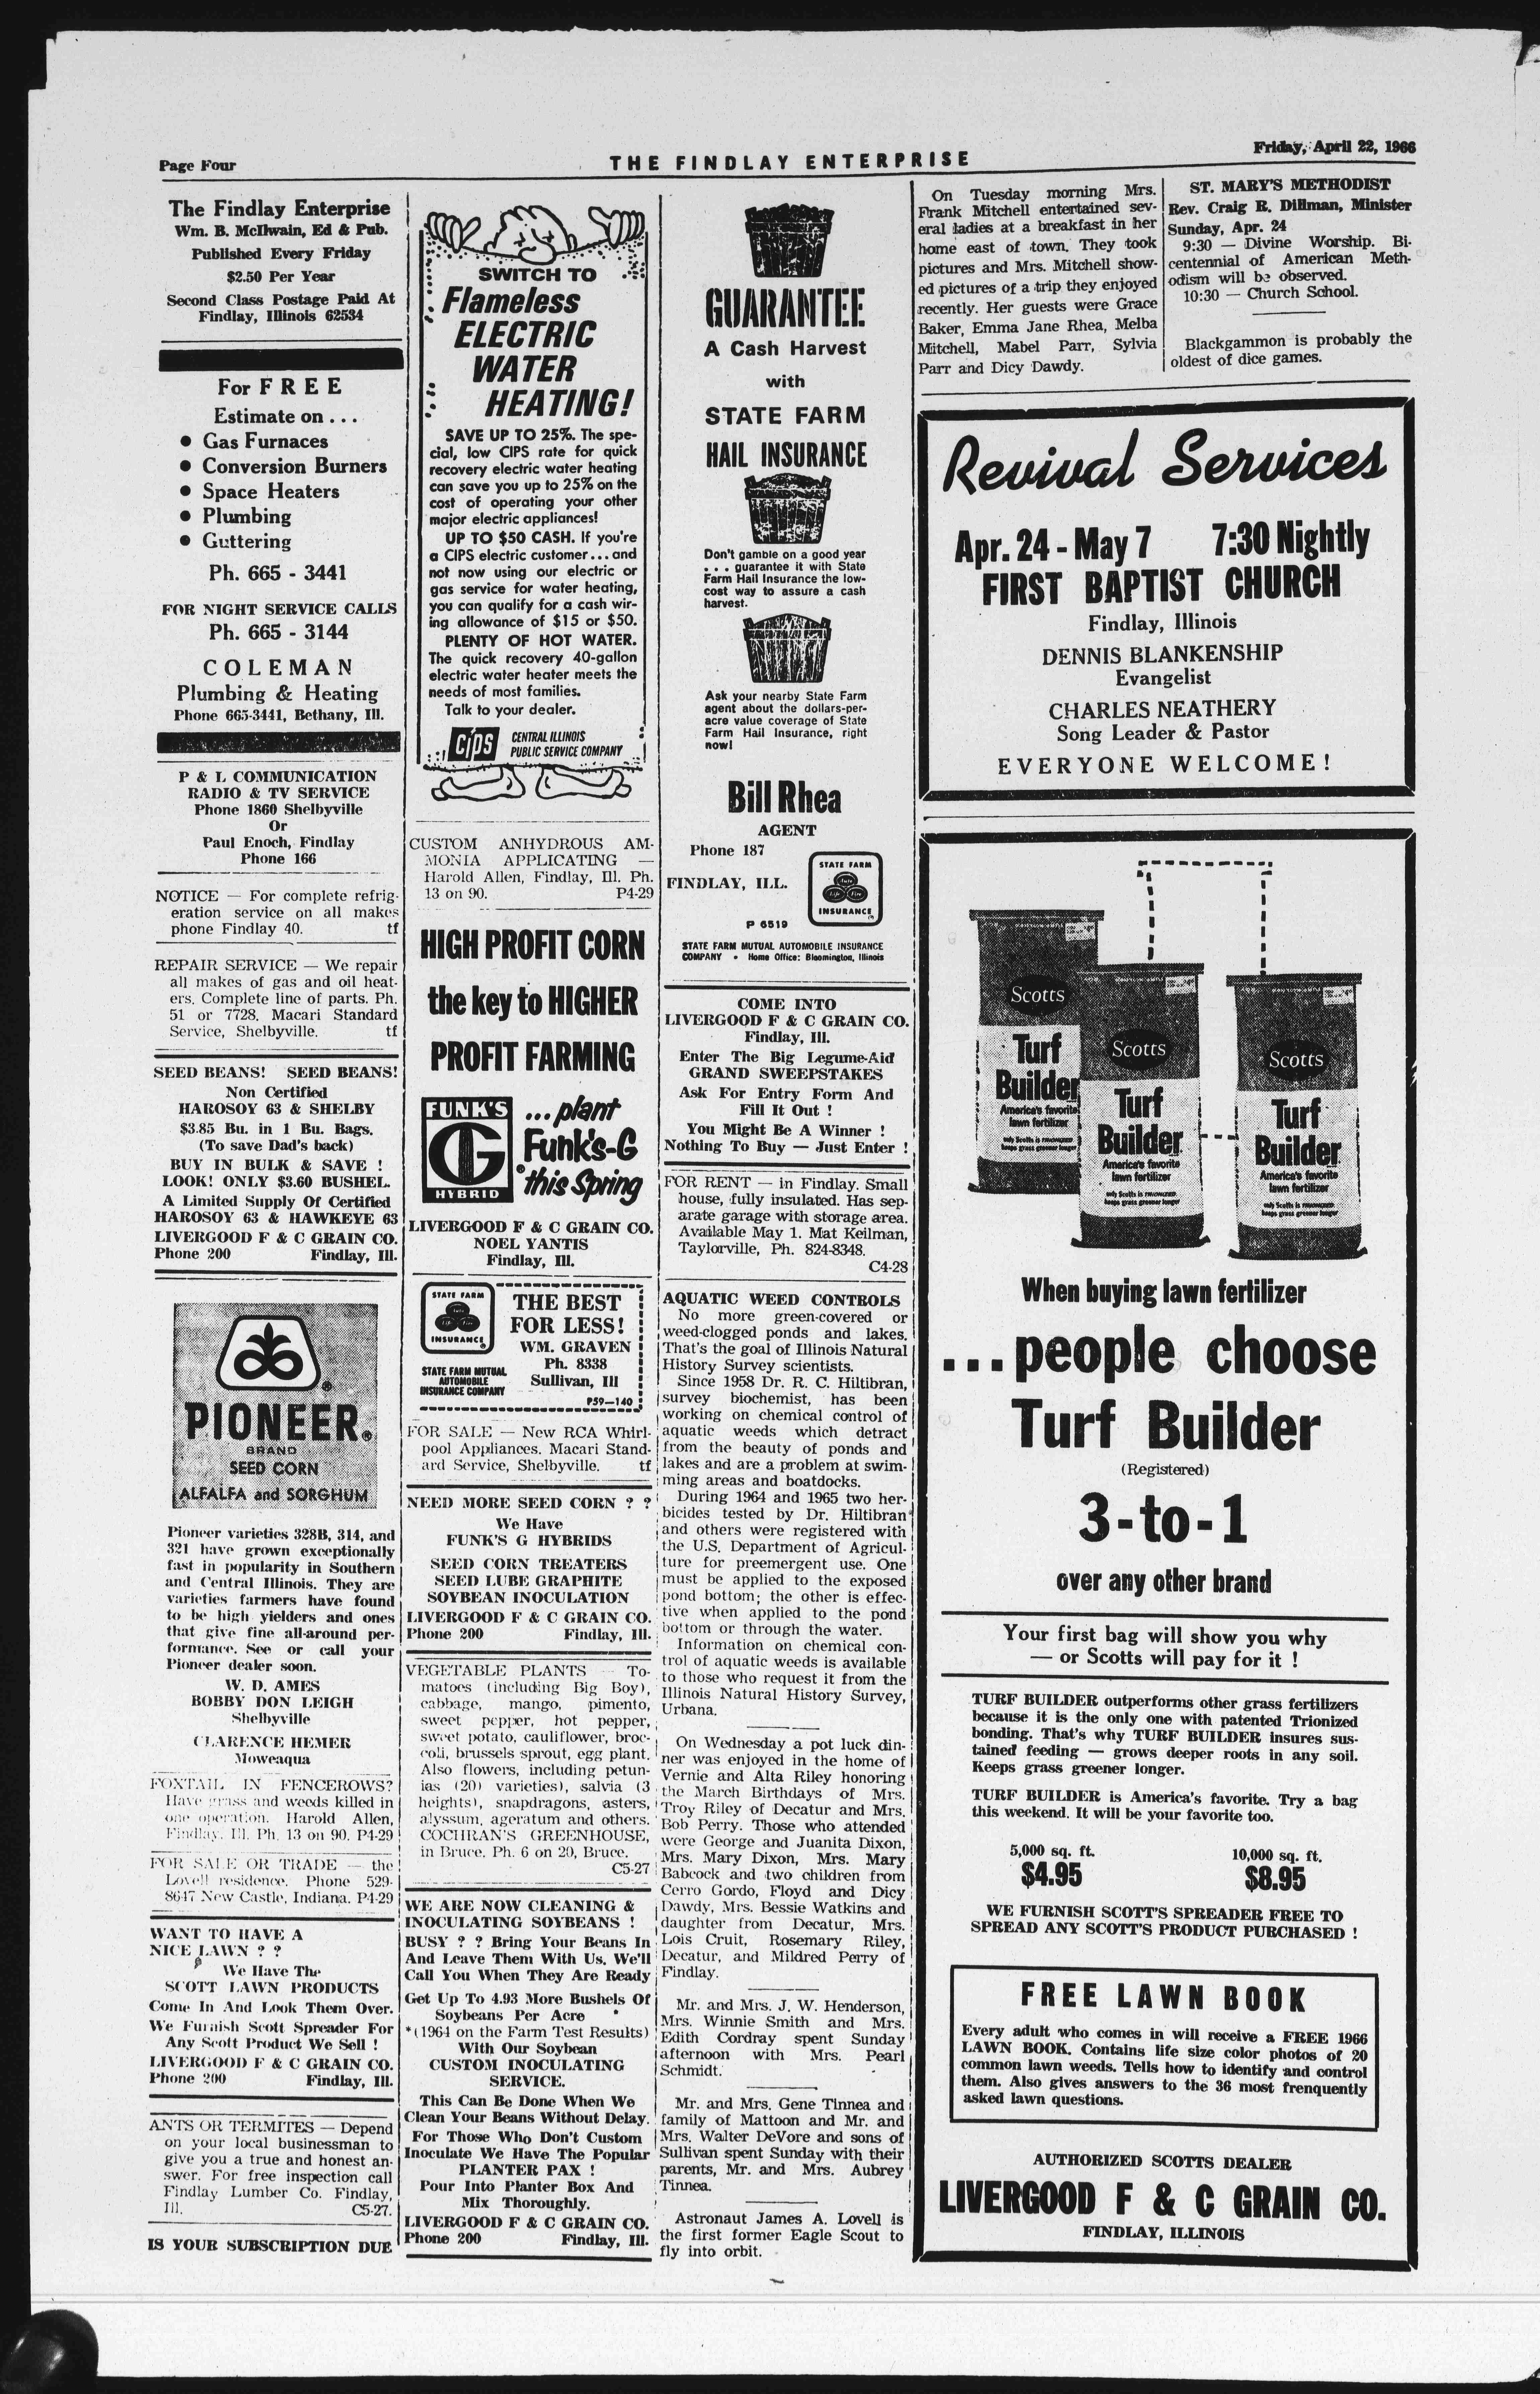 Page Four
THE FINDLAY ENTERPRISE
Friday, April 22, 1966
The Findlay Enterprise
Wm. B. McIlwain, Ed & Pub.
Published Every Friday
$2.50 Per Year
Second Class Postage Paid At
Findlay, Illinois 62534
For FREE
Estimate on . . .
• Gas Furnaces
• Conversion Burners
• Space Heaters
• Plumbing
• Guttering
Ph. 665 - 3441
FOR NIGHT SERVICE CALLS
Ph. 665 - 3144
COLEMAN
Plumbing & Heating
Phone 665-3441, Bethany, Ill.
P & L COMMUNICATION
RADIO & TV SERVICE
Phone 1860 Shelbyville
Or
Paul Enoch, Findlay
Phone 166
NOTICE — For complete refrig-
eration service on all makes
phone Findlay 40. tf
REPAIR SERVICE — We repair
all makes of gas and oil heat-
ers. Complete line of parts. Ph.
51 or 7728. Macari Standard
Service, Shelbyville. tf
SEED BEANS! SEED BEANS!
Non Certified
HAROSOY 63 & SHELBY
$3.85 Bu. in 1 Bu. Bags.
(To save Dad's back)
BUY IN BULK & SAVE !
LOOK! ONLY $3.60 BUSHEL.
A Limited Supply Of Certified
HAROSOY 63 & HAWKEYE 63
LIVERGOOD F & C GRAIN CO.
Phone 200 Findlay, Ill.
PIONEER®
BRAND
SEED CORN
ALFALFA and SORGHUM
Pioneer varieties 328B, 314, and
321 have grown exceptionally
fast in popularity in Southern
and Central Illinois. They are
varieties farmers have found
to be high yielders and ones
that give fine all-around per-
formance. See or call your
Pioneer dealer soon.
W. D. AMES
BOBBY DON LEIGH
Shelbyville
CLARENCE HEMER
Moweaqua
FOXTAIL IN FENCEROWS?
Have grass and weeds killed in
one operation. Harold Allen,
Findlay, Ill. Ph. 13 on 90. P4-29
FOR SALE OR TRADE — the
Lovell residence. Phone 529-
8647 New Castle, Indiana. P4-29
WANT TO HAVE A
NICE LAWN ? ?
We Have The
SCOTT LAWN PRODUCTS
Come In And Look Them Over.
We Furnish Scott Spreader For
Any Scott Product We Sell !
LIVERGOOD F & C GRAIN CO.
Phone 200 Findlay, Ill.
ANTS OR TERMITES — Depend
on your local businessman to
give you a true and honest an-
swer. For free inspection call
Findlay Lumber Co. Findlay,
Ill. C5-27.
IS YOUR SUBSCRIPTION DUE
SWITCH TO
Flameless
ELECTRIC
WATER
HEATING!
SAVE UP TO 25%. The spe-
cial, low CIPS rate for quick
recovery electric water heating
can save you up to 25% on the
cost of operating your other
major electric appliances!
UP TO $50 CASH. If you're
a CIPS electric customer . . . and
not now using our electric or
gas service for water heating,
you can qualify for a cash wir-
ing allowance of $15 or $50.
PLENTY OF HOT WATER.
The quick recovery 40-gallon
electric water heater meets the
needs of most families.
Talk to your dealer.
CIPS
CENTRAL ILLINOIS
PUBLIC SERVICE COMPANY
CUSTOM ANHYDROUS AM-
MONIA APPLICATING —
Harold Allen, Findlay, Ill. Ph.
13 on 90. P4-29
HIGH PROFIT CORN
the key to HIGHER
PROFIT FARMING
FUNK'S
G
HYBRID
...plant
Funk's-G
this Spring
LIVERGOOD F & C GRAIN CO.
NOEL YANTIS
Findlay, Ill.
STATE FARM
INSURANCE
STATE FARM MUTUAL
AUTOMOBILE
INSURANCE COMPANY
THE BEST
FOR LESS!
WM. GRAVEN
Ph. 8338
Sullivan, Ill
P59—140
FOR SALE — New RCA Whirl-
pool Appliances. Macari Stand-
ard Service, Shelbyville. tf
NEED MORE SEED CORN ? ?
We Have
FUNK'S G HYBRIDS
SEED CORN TREATERS
SEED LUBE GRAPHITE
SOYBEAN INOCULATION
LIVERGOOD F & C GRAIN CO.
Phone 200 Findlay, Ill.
VEGETABLE PLANTS — To-
matoes (including Big Boy),
cabbage, mango, pimento,
sweet pepper, hot pepper,
sweet potato, cauliflower, broc-
coli, brussels sprout, egg plant.
Also flowers, including petun-
ias (20) varieties), salvia (3
heights), snapdragons, asters,
alyssum, ageratum and others.
COCHRAN'S GREENHOUSE,
in Bruce. Ph. 6 on 20, Bruce.
C5-27
WE ARE NOW CLEANING &
INOCULATING SOYBEANS !
BUSY ? ? Bring Your Beans In
And Leave Them With Us. We'll
Call You When They Are Ready
Get Up To 4.93 More Bushels Of
Soybeans Per Acre *
*(1964 on the Farm Test Results)
With Our Soybean
CUSTOM INOCULATING
SERVICE.
This Can Be Done When We
Clean Your Beans Without Delay.
For Those Who Don't Custom
Inoculate We Have The Popular
PLANTER PAX !
Pour Into Planter Box And
Mix Thoroughly.
LIVERGOOD F & C GRAIN CO.
Phone 200 Findlay, Ill.
GUARANTEE
A Cash Harvest
with
STATE FARM
HAIL INSURANCE
Don't gamble on a good year
. . . guarantee it with State
Farm Hail Insurance the low-
cost way to assure a cash
harvest.
Ask your nearby State Farm
agent about the dollars-per-
acre value coverage of State
Farm Hail Insurance, right
now!
Bill Rhea
AGENT
Phone 187
FINDLAY, ILL.
STATE FARM
INSURANCE
P 6519
STATE FARM MUTUAL AUTOMOBILE INSURANCE
COMPANY • Home Office: Bloomington, Illinois
COME INTO
LIVERGOOD F & C GRAIN CO.
Findlay, Ill.
Enter The Big Legume-Aid
GRAND SWEEPSTAKES
Ask For Entry Form And
Fill It Out !
You Might Be A Winner !
Nothing To Buy — Just Enter !
FOR RENT — in Findlay. Small
house, fully insulated. Has sep-
arate garage with storage area.
Available May 1. Mat Keilman,
Taylorville, Ph. 824-8348.
C4-28
AQUATIC WEED CONTROLS
No more green-covered or
weed-clogged ponds and lakes.
That's the goal of Illinois Natural
History Survey scientists.
Since 1958 Dr. R. C. Hiltibran,
survey biochemist, has been
working on chemical control of
aquatic weeds which detract
from the beauty of ponds and
lakes and are a problem at swim-
ming areas and boatdocks.
During 1964 and 1965 two her-
bicides tested by Dr. Hiltibran
and others were registered with
the U.S. Department of Agricul-
ture for preemergent use. One
must be applied to the exposed
pond bottom; the other is effec-
tive when applied to the pond
bottom or through the water.
Information on chemical con-
trol of aquatic weeds is available
to those who request it from the
Illinois Natural History Survey,
Urbana.
On Wednesday a pot luck din-
ner was enjoyed in the home of
Vernie and Alta Riley honoring
the March Birthdays of Mrs.
Troy Riley of Decatur and Mrs.
Bob Perry. Those who attended
were George and Juanita Dixon,
Mrs. Mary Dixon, Mrs. Mary
Babcock and two children from
Cerro Gordo, Floyd and Dicy
Dawdy, Mrs. Bessie Watkins and
daughter from Decatur, Mrs.
Lois Cruit, Rosemary Riley,
Decatur, and Mildred Perry of
Findlay.
Mr. and Mrs. J. W. Henderson,
Mrs. Winnie Smith and Mrs.
Edith Cordray spent Sunday
afternoon with Mrs. Pearl
Schmidt.
Mr. and Mrs. Gene Tinnea and
family of Mattoon and Mr. and
Mrs. Walter DeVore and sons of
Sullivan spent Sunday with their
parents, Mr. and Mrs. Aubrey
Tinnea.
Astronaut James A. Lovell is
the first former Eagle Scout to
fly into orbit.
On Tuesday morning Mrs.
Frank Mitchell entertained sev-
eral ladies at a breakfast in her
home east of town. They took
pictures and Mrs. Mitchell show-
ed pictures of a trip they enjoyed
recently. Her guests were Grace
Baker, Emma Jane Rhea, Melba
Mitchell, Mabel Parr, Sylvia
Parr and Dicy Dawdy.
ST. MARY'S METHODIST
Rev. Craig R. Dillman, Minister
Sunday, Apr. 24
9:30 — Divine Worship. Bi-
centennial of American Meth-
odism will be observed.
10:30 — Church School.
Blackgammon is probably the
oldest of dice games.
Revival Services
Apr. 24 - May 7 7:30 Nightly
FIRST BAPTIST CHURCH
Findlay, Illinois
DENNIS BLANKENSHIP
Evangelist
CHARLES NEATHERY
Song Leader & Pastor
EVERYONE WELCOME!
Scotts
Turf
Builder
America's favorite
lawn fertilizer
Scotts
Turf
Builder
America's favorite
lawn fertilizer
Scotts
Turf
Builder
America's favorite
lawn fertilizer
When buying lawn fertilizer
. . . people choose
Turf Builder
(Registered)
3-to-1
over any other brand
Your first bag will show you why
— or Scotts will pay for it !
TURF BUILDER outperforms other grass fertilizers
because it is the only one with patented Trionized
bonding. That's why TURF BUILDER insures sus-
tained feeding — grows deeper roots in any soil.
Keeps grass greener longer.
TURF BUILDER is America's favorite. Try a bag
this weekend. It will be your favorite too.
5,000 sq. ft. 10,000 sq. ft.
$4.95 $8.95
WE FURNISH SCOTT'S SPREADER FREE TO
SPREAD ANY SCOTT'S PRODUCT PURCHASED !
FREE LAWN BOOK
Every adult who comes in will receive a FREE 1966
LAWN BOOK. Contains life size color photos of 20
common lawn weeds. Tells how to identify and control
them. Also gives answers to the 36 most frenquently
asked lawn questions.
AUTHORIZED SCOTTS DEALER
LIVERGOOD F & C GRAIN CO.
FINDLAY, ILLINOIS